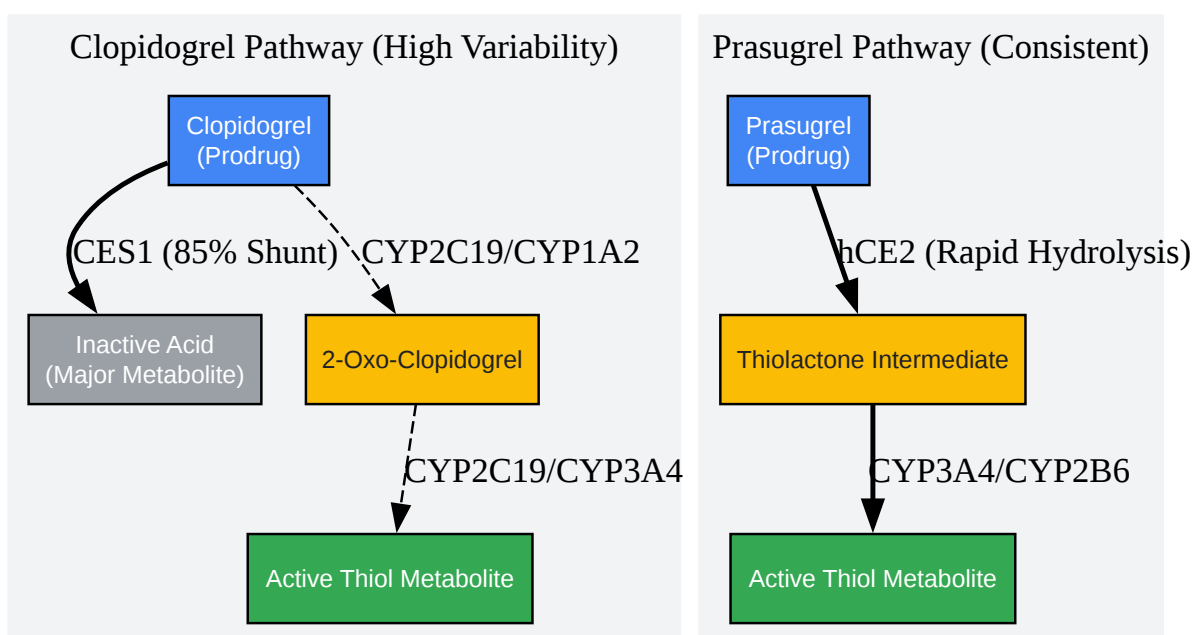 Clopidogrel Pathway (High Variability)
Clopidogrel
(Prodrug)
CES1 (85% Shunt)
CYP2C19/CYP1A2
Inactive Acid
(Major Metabolite)
2-Oxo-Clopidogrel
CYP2C19/CYP3A4
Active Thiol Metabolite
Prasugrel Pathway (Consistent)
Prasugrel
(Prodrug)
hCE2 (Rapid Hydrolysis)
Thiolactone Intermediate
CYP3A4/CYP2B6
Active Thiol Metabolite